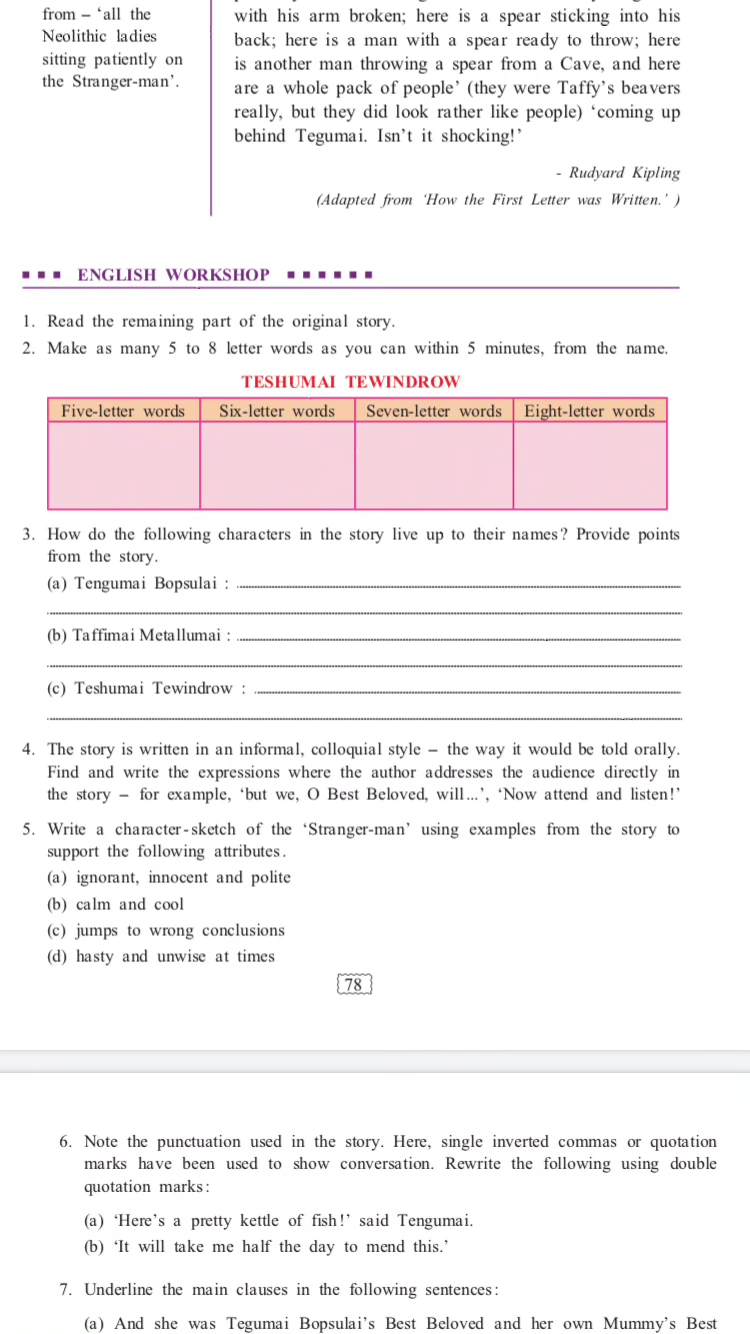 from – ‘all the
Neolithic ladies
sitting patiently on
the Stranger-man’.
with his arm broken; here is a spear sticking into his
back; here is a man with a spear ready to throw; here
is another man throwing a spear from a Cave, and here
are a whole pack of people’ (they were Taffy’s beavers
really, but they did look rather like people) ‘coming up
behind Tegumai. Isn’t it shocking!’
- Rudyard Kipling
(Adapted from ‘How the First Letter was Written.’ )
ENGLISH WORKSHOP
1. Read the remaining part of the original story.
2. Make as many 5 to 8 letter words as you can within 5 minutes, from the name.
TESHUMAI TEWINDROW
Five-letter words Six-letter words Seven-letter words Eight-letter words
3. How do the following characters in the story live up to their names? Provide points
from the story.
(a) Tengumai Bopsulai :
(b) Taffimai Metallumai :
(c) Teshumai Tewindrow :
4. The story is written in an informal, colloquial style – the way it would be told orally.
Find and write the expressions where the author addresses the audience directly in
the story – for example, ‘but we, O Best Beloved, will...’, ‘Now attend and listen!’
5. Write a character-sketch of the ‘Stranger-man’ using examples from the story to
support the following attributes.
(a) ignorant, innocent and polite
(b) calm and cool
(c) jumps to wrong conclusions
(d) hasty and unwise at times
78
6. Note the punctuation used in the story. Here, single inverted commas or quotation
marks have been used to show conversation. Rewrite the following using double
quotation marks:
(a) ‘Here’s a pretty kettle of fish!’ said Tengumai.
(b) ‘It will take me half the day to mend this.’
7. Underline the main clauses in the following sentences:
(a) And she was Tegumai Bopsulai’s Best Beloved and her own Mummy’s Best